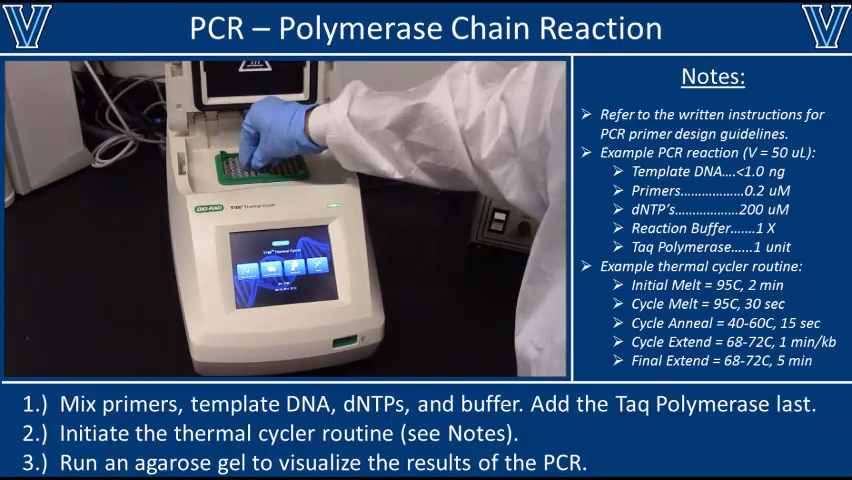 PCR – Polymerase Chain Reaction
Notes:
Refer to the written instructions for
PCR primer design guidelines.
Example PCR reaction (V = 50 uL):
Template DNA....<1.0 ng
Primers...................0.2 uM
dNTP's...................200 uM
Reaction Buffer.......1 X
Taq Polymerase......1 unit
Example thermal cycler routine:
Initial Melt = 95C, 2 min
Cycle Melt = 95C, 30 sec
Cycle Anneal = 40-60C, 15 sec
Cycle Extend = 68-72C, 1 min/kb
Final Extend = 68-72C, 5 min
BIO-RAD T100™ Thermal Cycler
T100™ Thermal Cycler
1.) Mix primers, template DNA, dNTPs, and buffer. Add the Taq Polymerase last.
2.) Initiate the thermal cycler routine (see Notes).
3.) Run an agarose gel to visualize the results of the PCR.